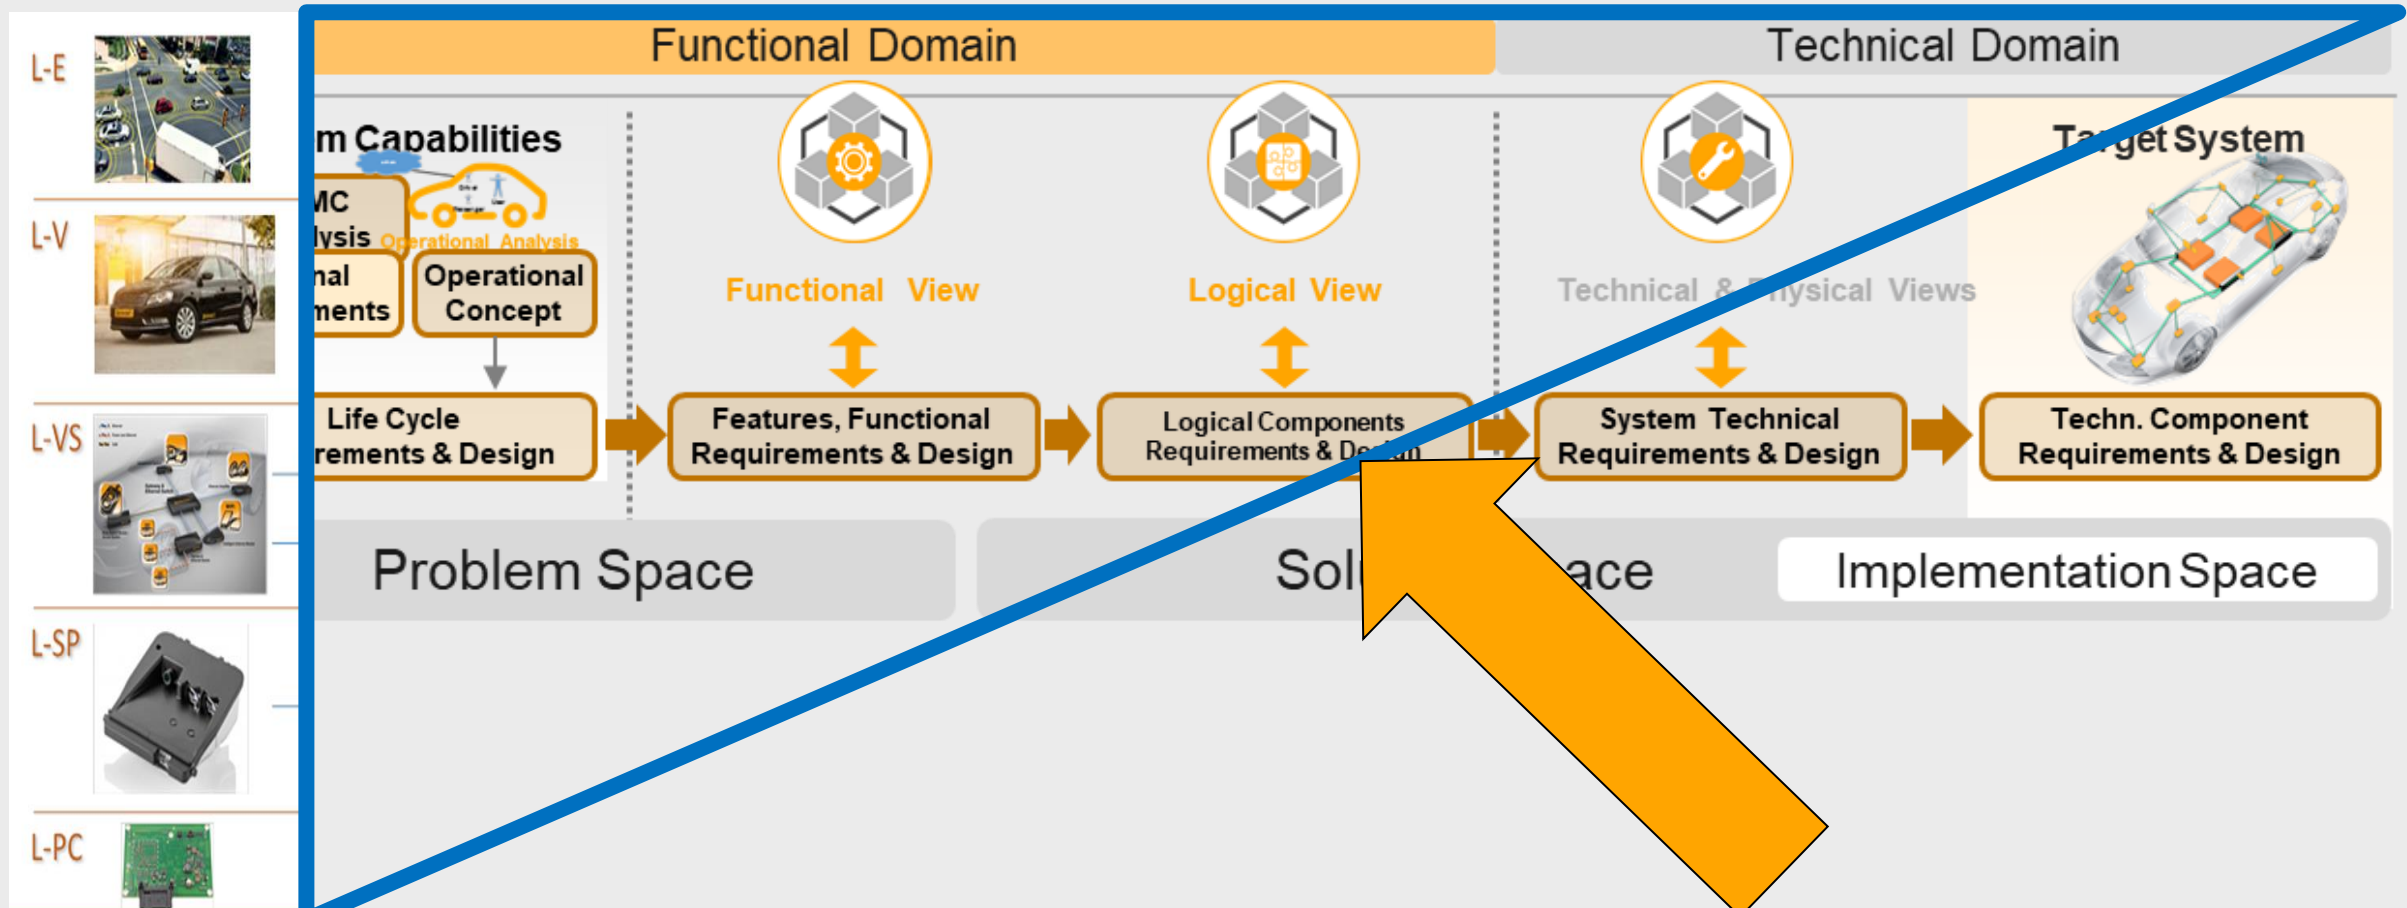 Functional Domain
Technical Domain
L-E
L-V
L-VS
L-SP
L-PC
m Capabilities
MC
lysis
Operational Analysis
nal
ments
Operational
Concept
Life Cycle
rements & Design
Functional View
Features, Functional
Requirements & Design
Logical View
Logical Components
Requirements & Design
Technical & Physical Views
System Technical
Requirements & Design
Target System
Techn. Component
Requirements & Design
Problem Space
Sol
ace
Implementation Space